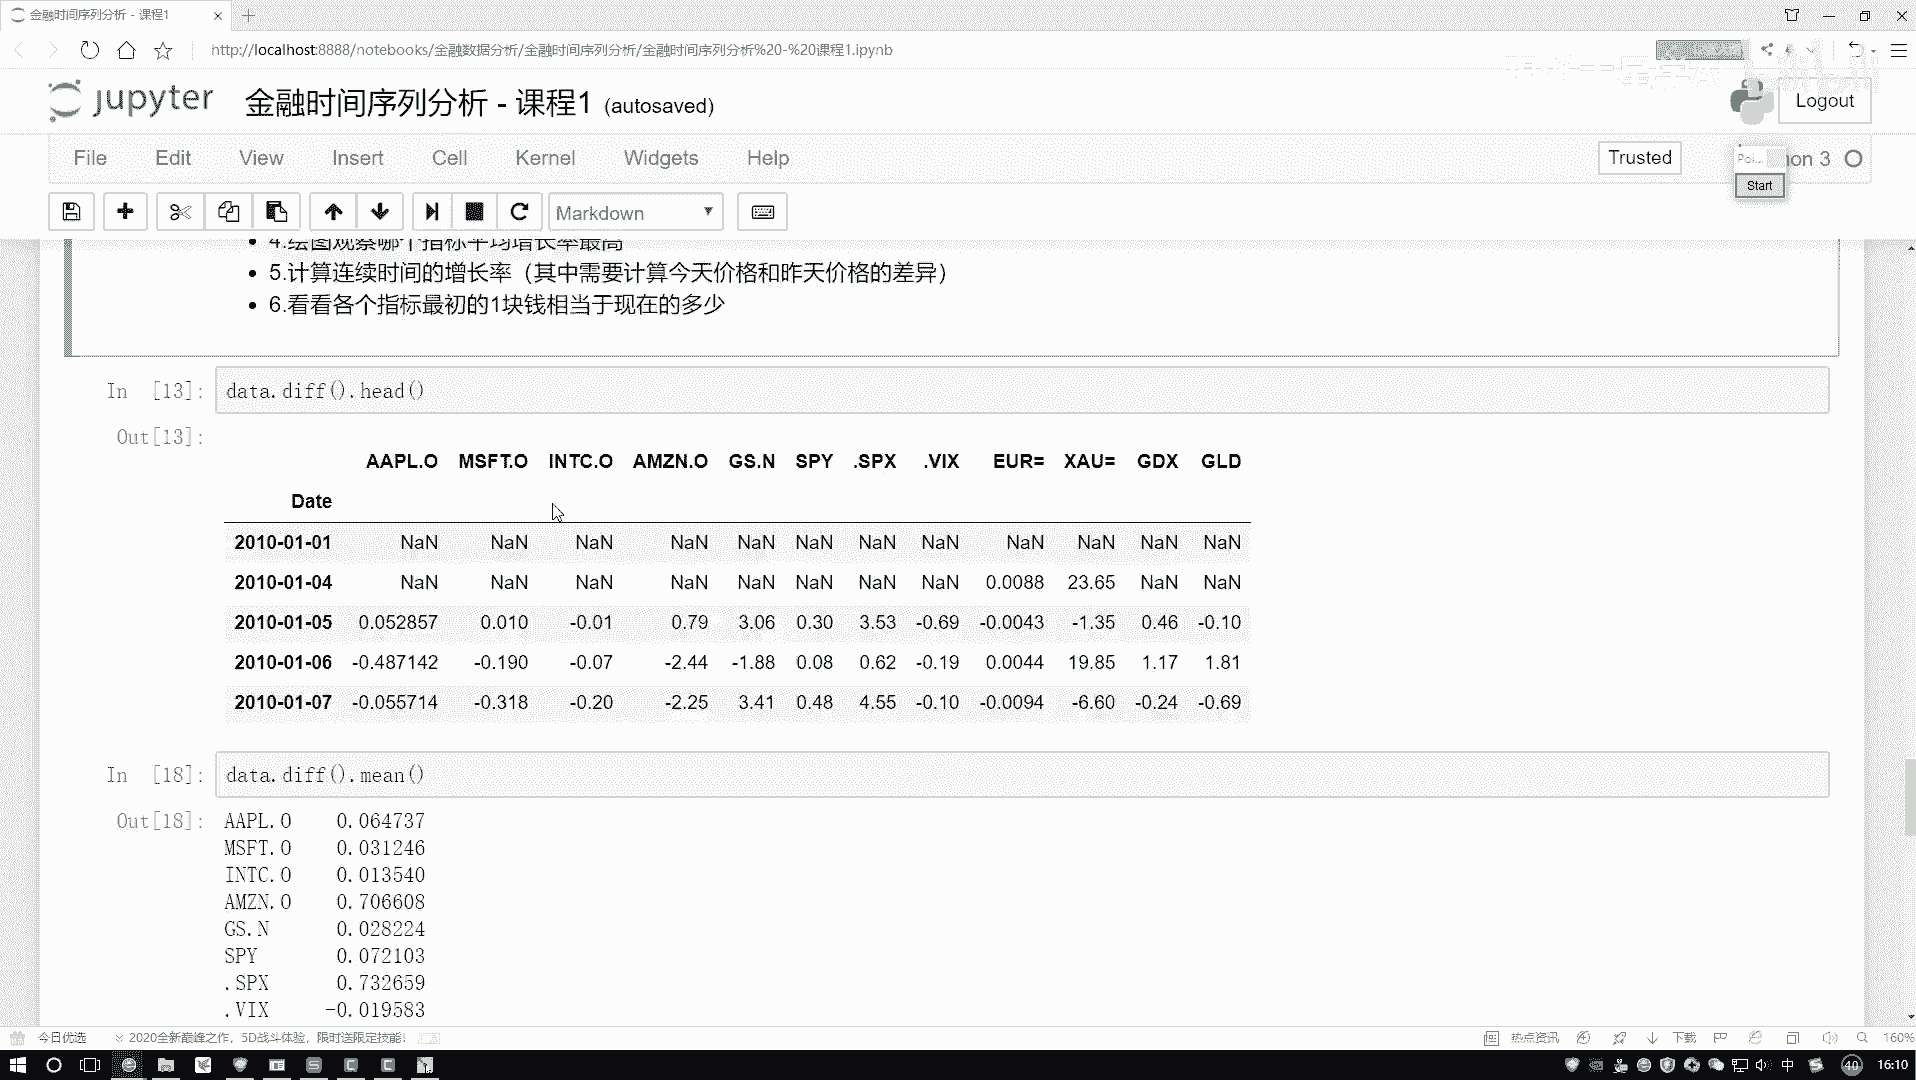 金融时间序列分析 - 课程1
http://localhost:8888/notebooks/金融数据分析/金融时间序列分析/金融时间序列分析%20-%20课程1.ipynb
jupyter 金融时间序列分析 - 课程1 (autosaved)
Logout
File Edit View Insert Cell Kernel Widgets Help
Trusted
on 3
Poi...
Start
Markdown
4.绘图观察哪个指标平均增长率最高
5.计算连续时间的增长率（其中需要计算今天价格和昨天价格的差异）
6.看看各个指标最初的1块钱相当于现在的多少
In [13]: data.diff().head()
Out[13]:
AAPL.O MSFT.O INTC.O AMZN.O GS.N SPY .SPX .VIX EUR= XAU= GDX GLD
Date
2010-01-01 NaN NaN NaN NaN NaN NaN NaN NaN NaN NaN NaN NaN
2010-01-04 NaN NaN NaN NaN NaN NaN NaN NaN 0.0088 23.65 NaN NaN
2010-01-05 0.052857 0.010 -0.01 0.79 3.06 0.30 3.53 -0.69 -0.0043 -1.35 0.46 -0.10
2010-01-06 -0.487142 -0.190 -0.07 -2.44 -1.88 0.08 0.62 -0.19 0.0044 19.85 1.17 1.81
2010-01-07 -0.055714 -0.318 -0.20 -2.25 3.41 0.48 4.55 -0.10 -0.0094 -6.60 -0.24 -0.69
In [18]: data.diff().mean()
Out[18]:
AAPL.O 0.064737
MSFT.O 0.031246
INTC.O 0.013540
AMZN.O 0.706608
GS.N 0.028224
SPY 0.072103
.SPX 0.732659
.VIX -0.019583
今日优选 2020全新巅峰之作，5D战斗体验，限时送限定技能！
热点资讯 下载 160%
中 40 16:10